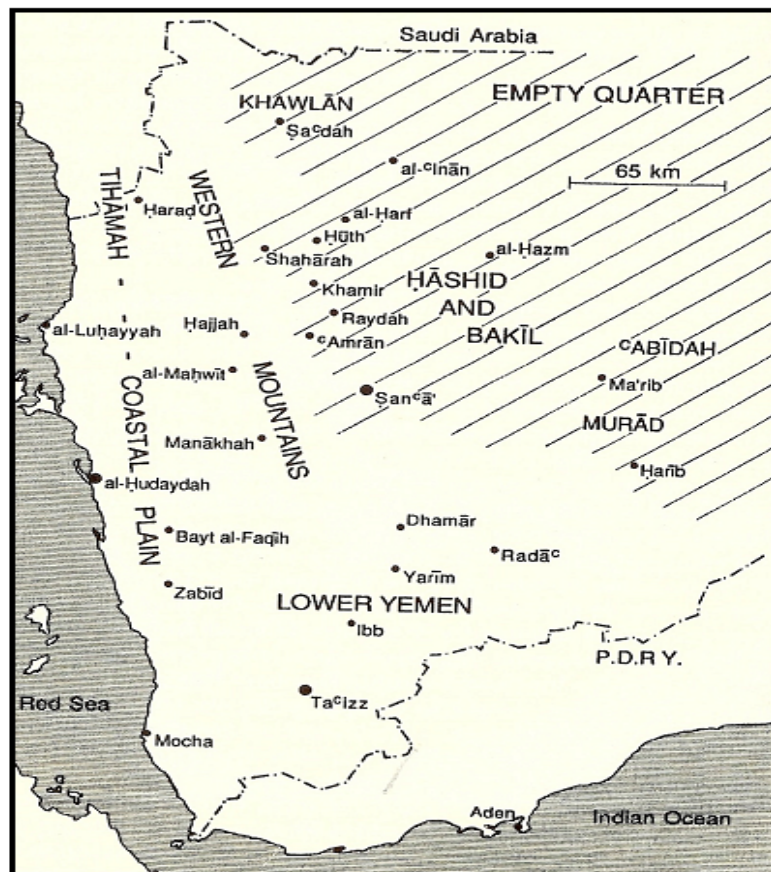 Saudi Arabia
KHAWLĀN
EMPTY QUARTER
Ṣaᶜdah
al-ᶜInān
65 km
TIHĀMAH
WESTERN
Ḥaraḍ
al-Ḥarf
Ḥūth
Shahārah
al-Ḥazm
ḤĀSHID
AND
BAKĪL
Khamir
Raydah
al-Luḥayyah
Ḥajjah
ᶜAmrān
ᶜABĪDAH
al-Maḥwīt
Ma'rib
Ṣanᶜā'
COASTAL
MOUNTAINS
MURĀD
Manākhah
Ḥarīb
al-Ḥudaydah
PLAIN
Bayt al-Faqīh
Dhamār
Radāᶜ
Yarīm
Zabīd
LOWER YEMEN
Ibb
P.D.R Y.
Red Sea
Taᶜizz
Mocha
Aden
Indian Ocean